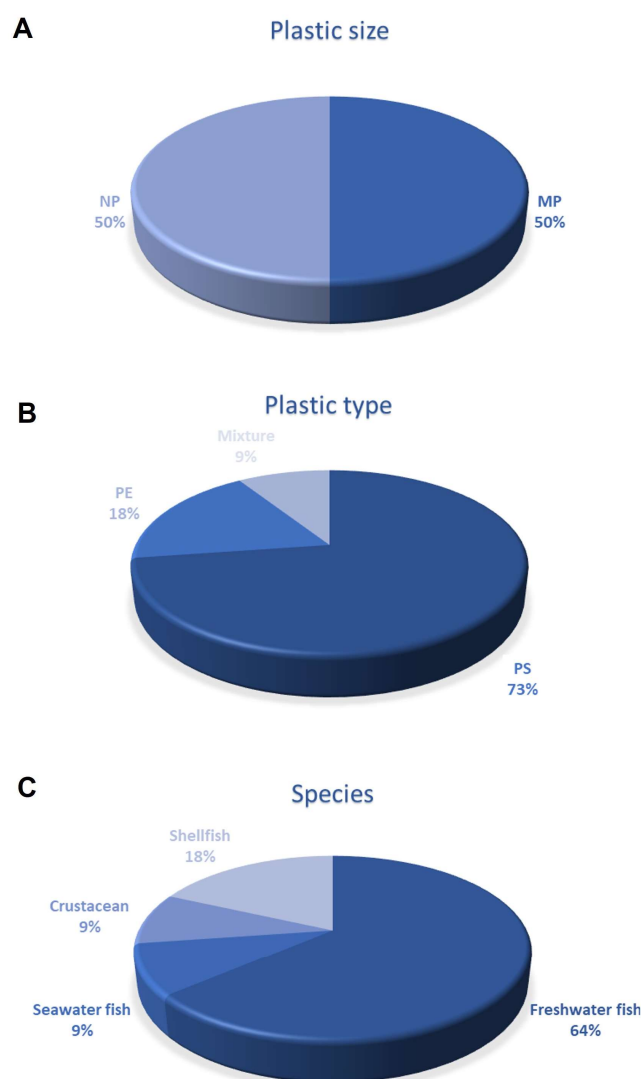 A
Plastic size
NP
50%
MP
50%
B
Plastic type
Mixture
9%
PE
18%
PS
73%
C
Species
Shellfish
18%
Crustacean
9%
Seawater fish
9%
Freshwater fish
64%